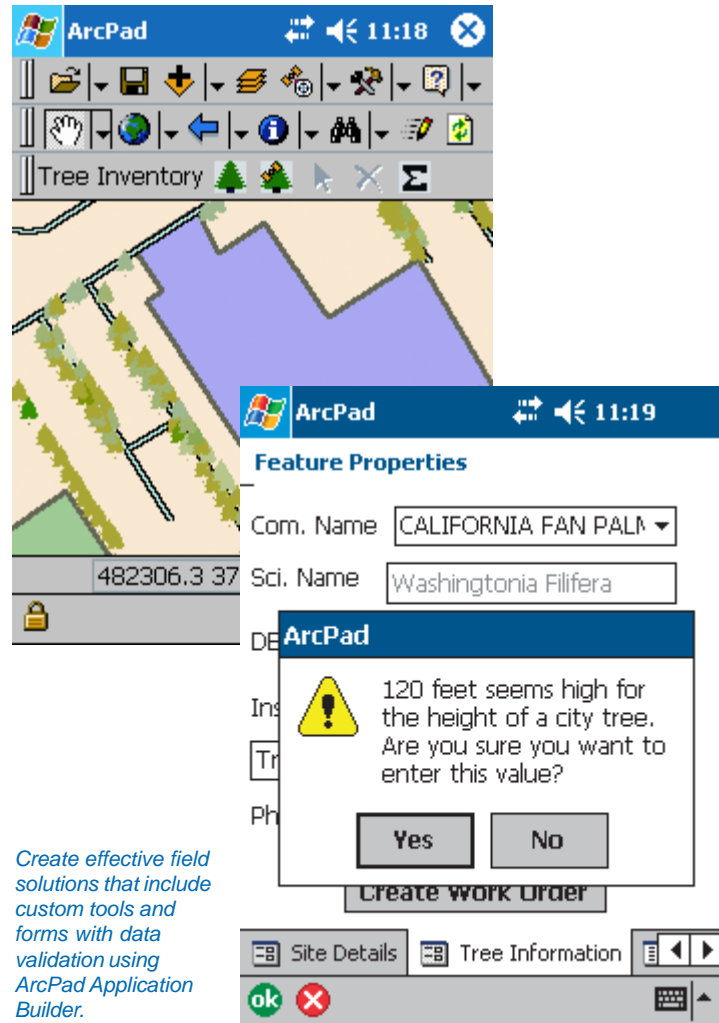 ArcPad 11:18
Tree Inventory
482306.3 37
ArcPad 11:19
Feature Properties
Com. Name CALIFORNIA FAN PALM
Sci. Name Washingtonia Filifera
DE
ArcPad
120 feet seems high for
the height of a city tree.
Are you sure you want to
enter this value?
Ins
Tr
Ph
Yes No
Create Work Order
Site Details Tree Information
ok
Create effective field
solutions that include
custom tools and
forms with data
validation using
ArcPad Application
Builder.